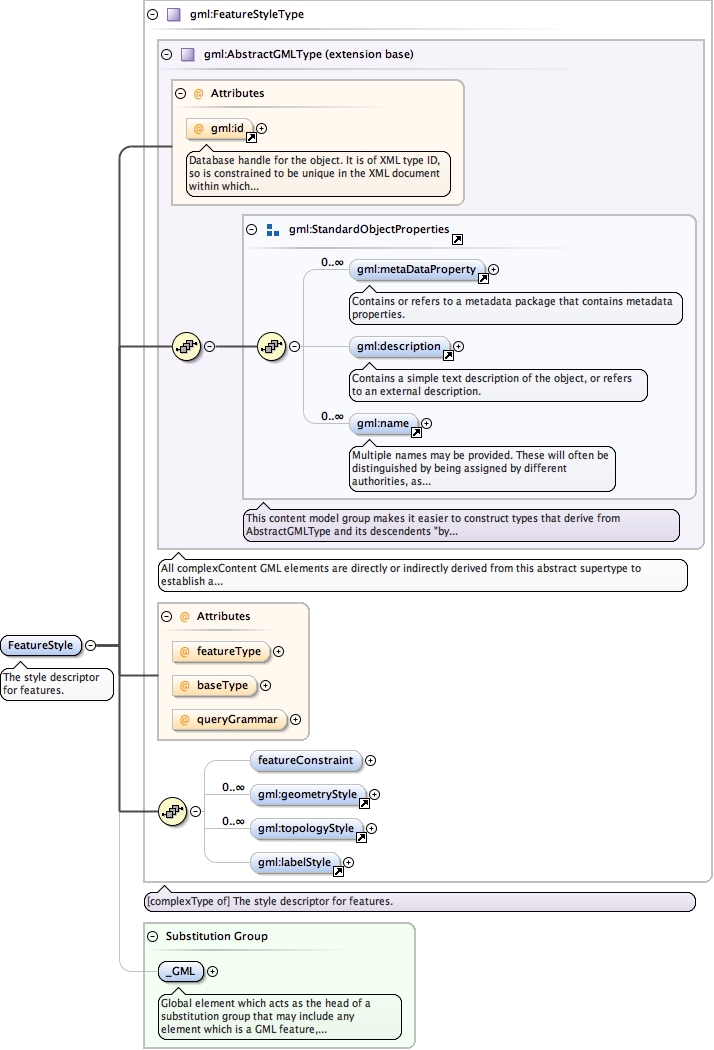 gml:FeatureStyleType
gml:AbstractGMLType (extension base)
@ Attributes
@ gml:id
Database handle for the object. It is of XML type ID,
so is constrained to be unique in the XML document
within which...
gml:StandardObjectProperties
0..∞
gml:metaDataProperty
Contains or refers to a metadata package that contains metadata
properties.
gml:description
Contains a simple text description of the object, or refers
to an external description.
0..∞
gml:name
Multiple names may be provided. These will often be
distinguished by being assigned by different
authorities, as...
This content model group makes it easier to construct types that derive from
AbstractGMLType and its descendents "by...
All complexContent GML elements are directly or indirectly derived from this abstract supertype to
establish a...
FeatureStyle
The style descriptor
for features.
@ Attributes
@ featureType
@ baseType
@ queryGrammar
featureConstraint
0..∞
gml:geometryStyle
0..∞
gml:topologyStyle
gml:labelStyle
[complexType of] The style descriptor for features.
Substitution Group
_GML
Global element which acts as the head of a
substitution group that may include any
element which is a GML feature,...